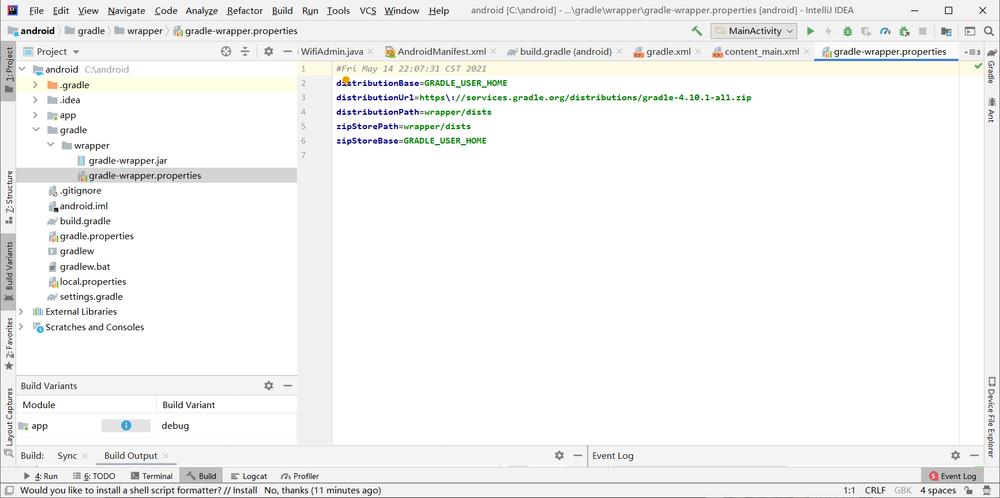 File Edit View Navigate Code Analyze Refactor Build Run Tools VCS Window Help android [C:\android] - ...\gradle\wrapper\gradle-wrapper.properties [android] - IntelliJ IDEA
android gradle wrapper gradle-wrapper.properties MainActivity
Project WifiAdmin.java AndroidManifest.xml build.gradle (android) gradle.xml content_main.xml gradle-wrapper.properties 3
1: Project
7: Structure
Build Variants
2: Favorites
Layout Captures
android C:\android
.gradle
.idea
app
gradle
wrapper
gradle-wrapper.jar
gradle-wrapper.properties
.gitignore
android.iml
build.gradle
gradle.properties
gradlew
gradlew.bat
local.properties
settings.gradle
External Libraries
Scratches and Consoles
1 #Fri May 14 22:07:31 CST 2021
2 distributionBase=GRADLE_USER_HOME
3 distributionUrl=https\://services.gradle.org/distributions/gradle-4.10.1-all.zip
4 distributionPath=wrapper/dists
5 zipStorePath=wrapper/dists
6 zipStoreBase=GRADLE_USER_HOME
7
Gradle
Ant
Device File Explorer
Build Variants
Module Build Variant
app debug
Build: Sync Build Output Event Log
4: Run 6: TODO Terminal Build Logcat Profiler 5 Event Log
Would you like to install a shell script formatter? // Install No, thanks (11 minutes ago) 1:1 CRLF GBK 4 spaces